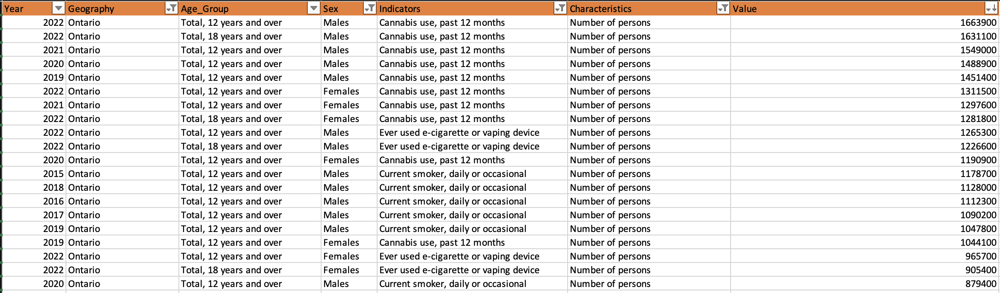 Year Geography Age_Group Sex Indicators Characteristics Value
2022 Ontario Total, 12 years and over Males Cannabis use, past 12 months Number of persons 1663900
2022 Ontario Total, 18 years and over Males Cannabis use, past 12 months Number of persons 1631100
2021 Ontario Total, 12 years and over Males Cannabis use, past 12 months Number of persons 1549000
2020 Ontario Total, 12 years and over Males Cannabis use, past 12 months Number of persons 1488900
2019 Ontario Total, 12 years and over Males Cannabis use, past 12 months Number of persons 1451400
2022 Ontario Total, 12 years and over Females Cannabis use, past 12 months Number of persons 1311500
2021 Ontario Total, 12 years and over Females Cannabis use, past 12 months Number of persons 1297600
2022 Ontario Total, 18 years and over Females Cannabis use, past 12 months Number of persons 1281800
2022 Ontario Total, 12 years and over Males Ever used e-cigarette or vaping device Number of persons 1265300
2022 Ontario Total, 18 years and over Males Ever used e-cigarette or vaping device Number of persons 1226600
2020 Ontario Total, 12 years and over Females Cannabis use, past 12 months Number of persons 1190900
2015 Ontario Total, 12 years and over Males Current smoker, daily or occasional Number of persons 1178700
2018 Ontario Total, 12 years and over Males Current smoker, daily or occasional Number of persons 1128000
2016 Ontario Total, 12 years and over Males Current smoker, daily or occasional Number of persons 1112300
2017 Ontario Total, 12 years and over Males Current smoker, daily or occasional Number of persons 1090200
2019 Ontario Total, 12 years and over Males Current smoker, daily or occasional Number of persons 1047800
2019 Ontario Total, 12 years and over Females Cannabis use, past 12 months Number of persons 1044100
2022 Ontario Total, 12 years and over Females Ever used e-cigarette or vaping device Number of persons 965700
2022 Ontario Total, 18 years and over Females Ever used e-cigarette or vaping device Number of persons 905400
2020 Ontario Total, 12 years and over Males Current smoker, daily or occasional Number of persons 879400